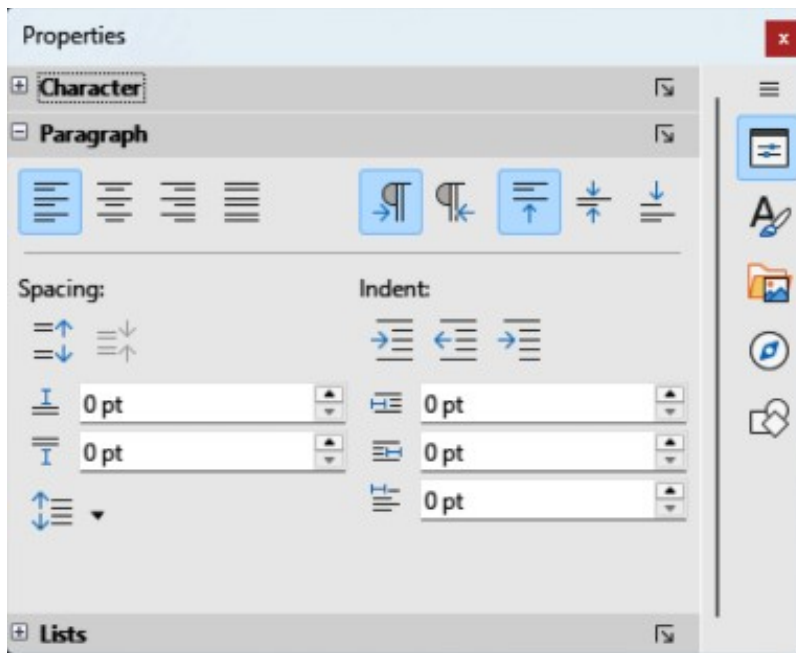 Properties
Character
Paragraph
Spacing: Indent:
0 pt 0 pt
0 pt 0 pt
0 pt
Lists